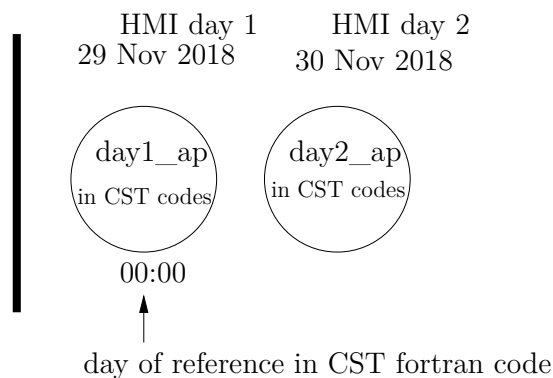 HMI day 1 HMI day 2
29 Nov 2018 30 Nov 2018
day1_ap day2_ap
in CST codes in CST codes
00:00
day of reference in CST fortran code